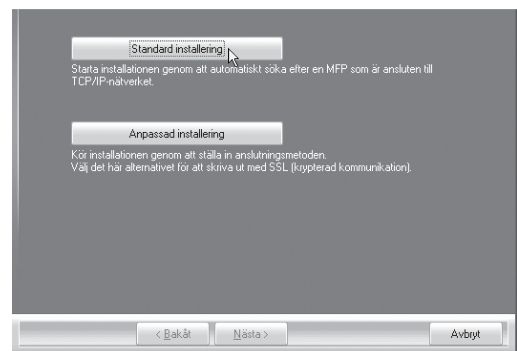 Standard installering
Starta installationen genom att automatiskt söka efter en MFP som är ansluten till
TCP/IP-nätverket.
Anpassad installering
Kör installationen genom att ställa in anslutningsmetoden.
Välj det här alternativet för att skriva ut med SSL (krypterad kommunikation).
< Bakåt Nästa > Avbryt